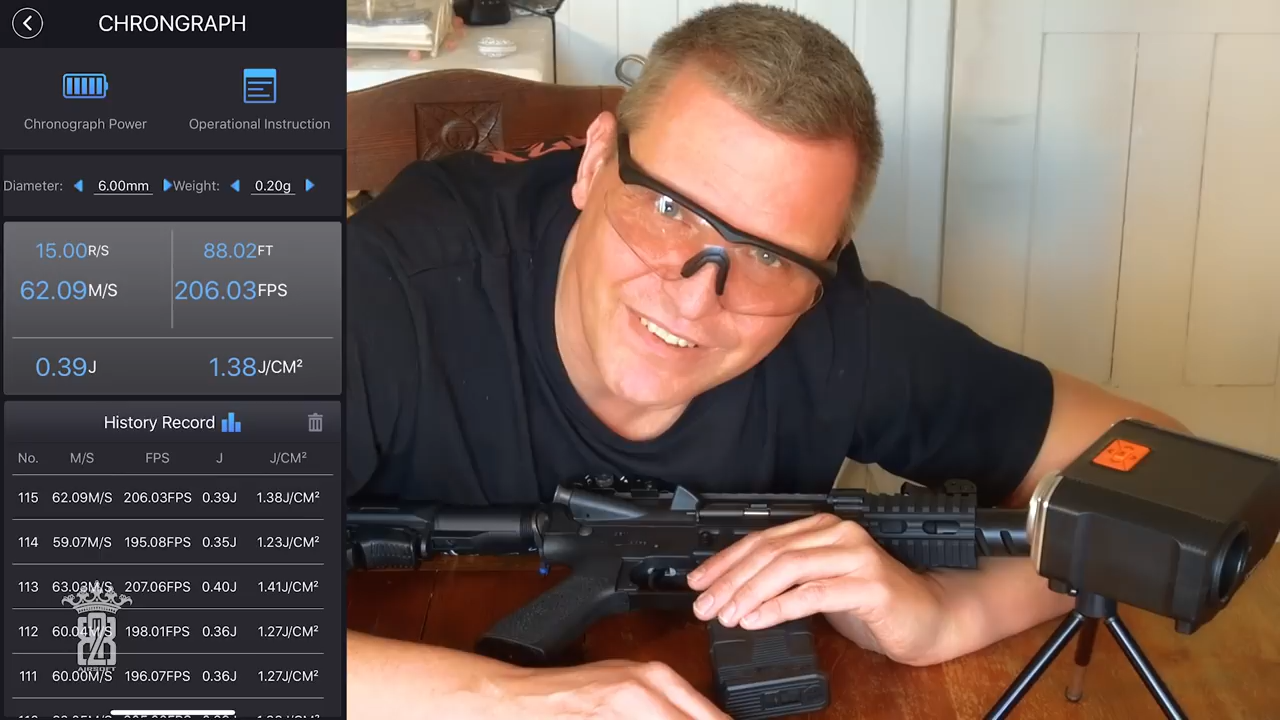 CHRONGRAPH
Chronograph Power
Operational Instruction
Diameter: 6.00mm Weight: 0.20g
15.00R/S 88.02FT
62.09M/S 206.03FPS
0.39J 1.38J/CM²
History Record
No. M/S FPS J J/CM²
115 62.09M/S 206.03FPS 0.39J 1.38J/CM²
114 59.07M/S 195.08FPS 0.35J 1.23J/CM²
113 63.03M/S 207.06FPS 0.40J 1.41J/CM²
112 60.04M/S 198.01FPS 0.36J 1.27J/CM²
111 60.00M/S 196.07FPS 0.36J 1.27J/CM²
AIRSOFT